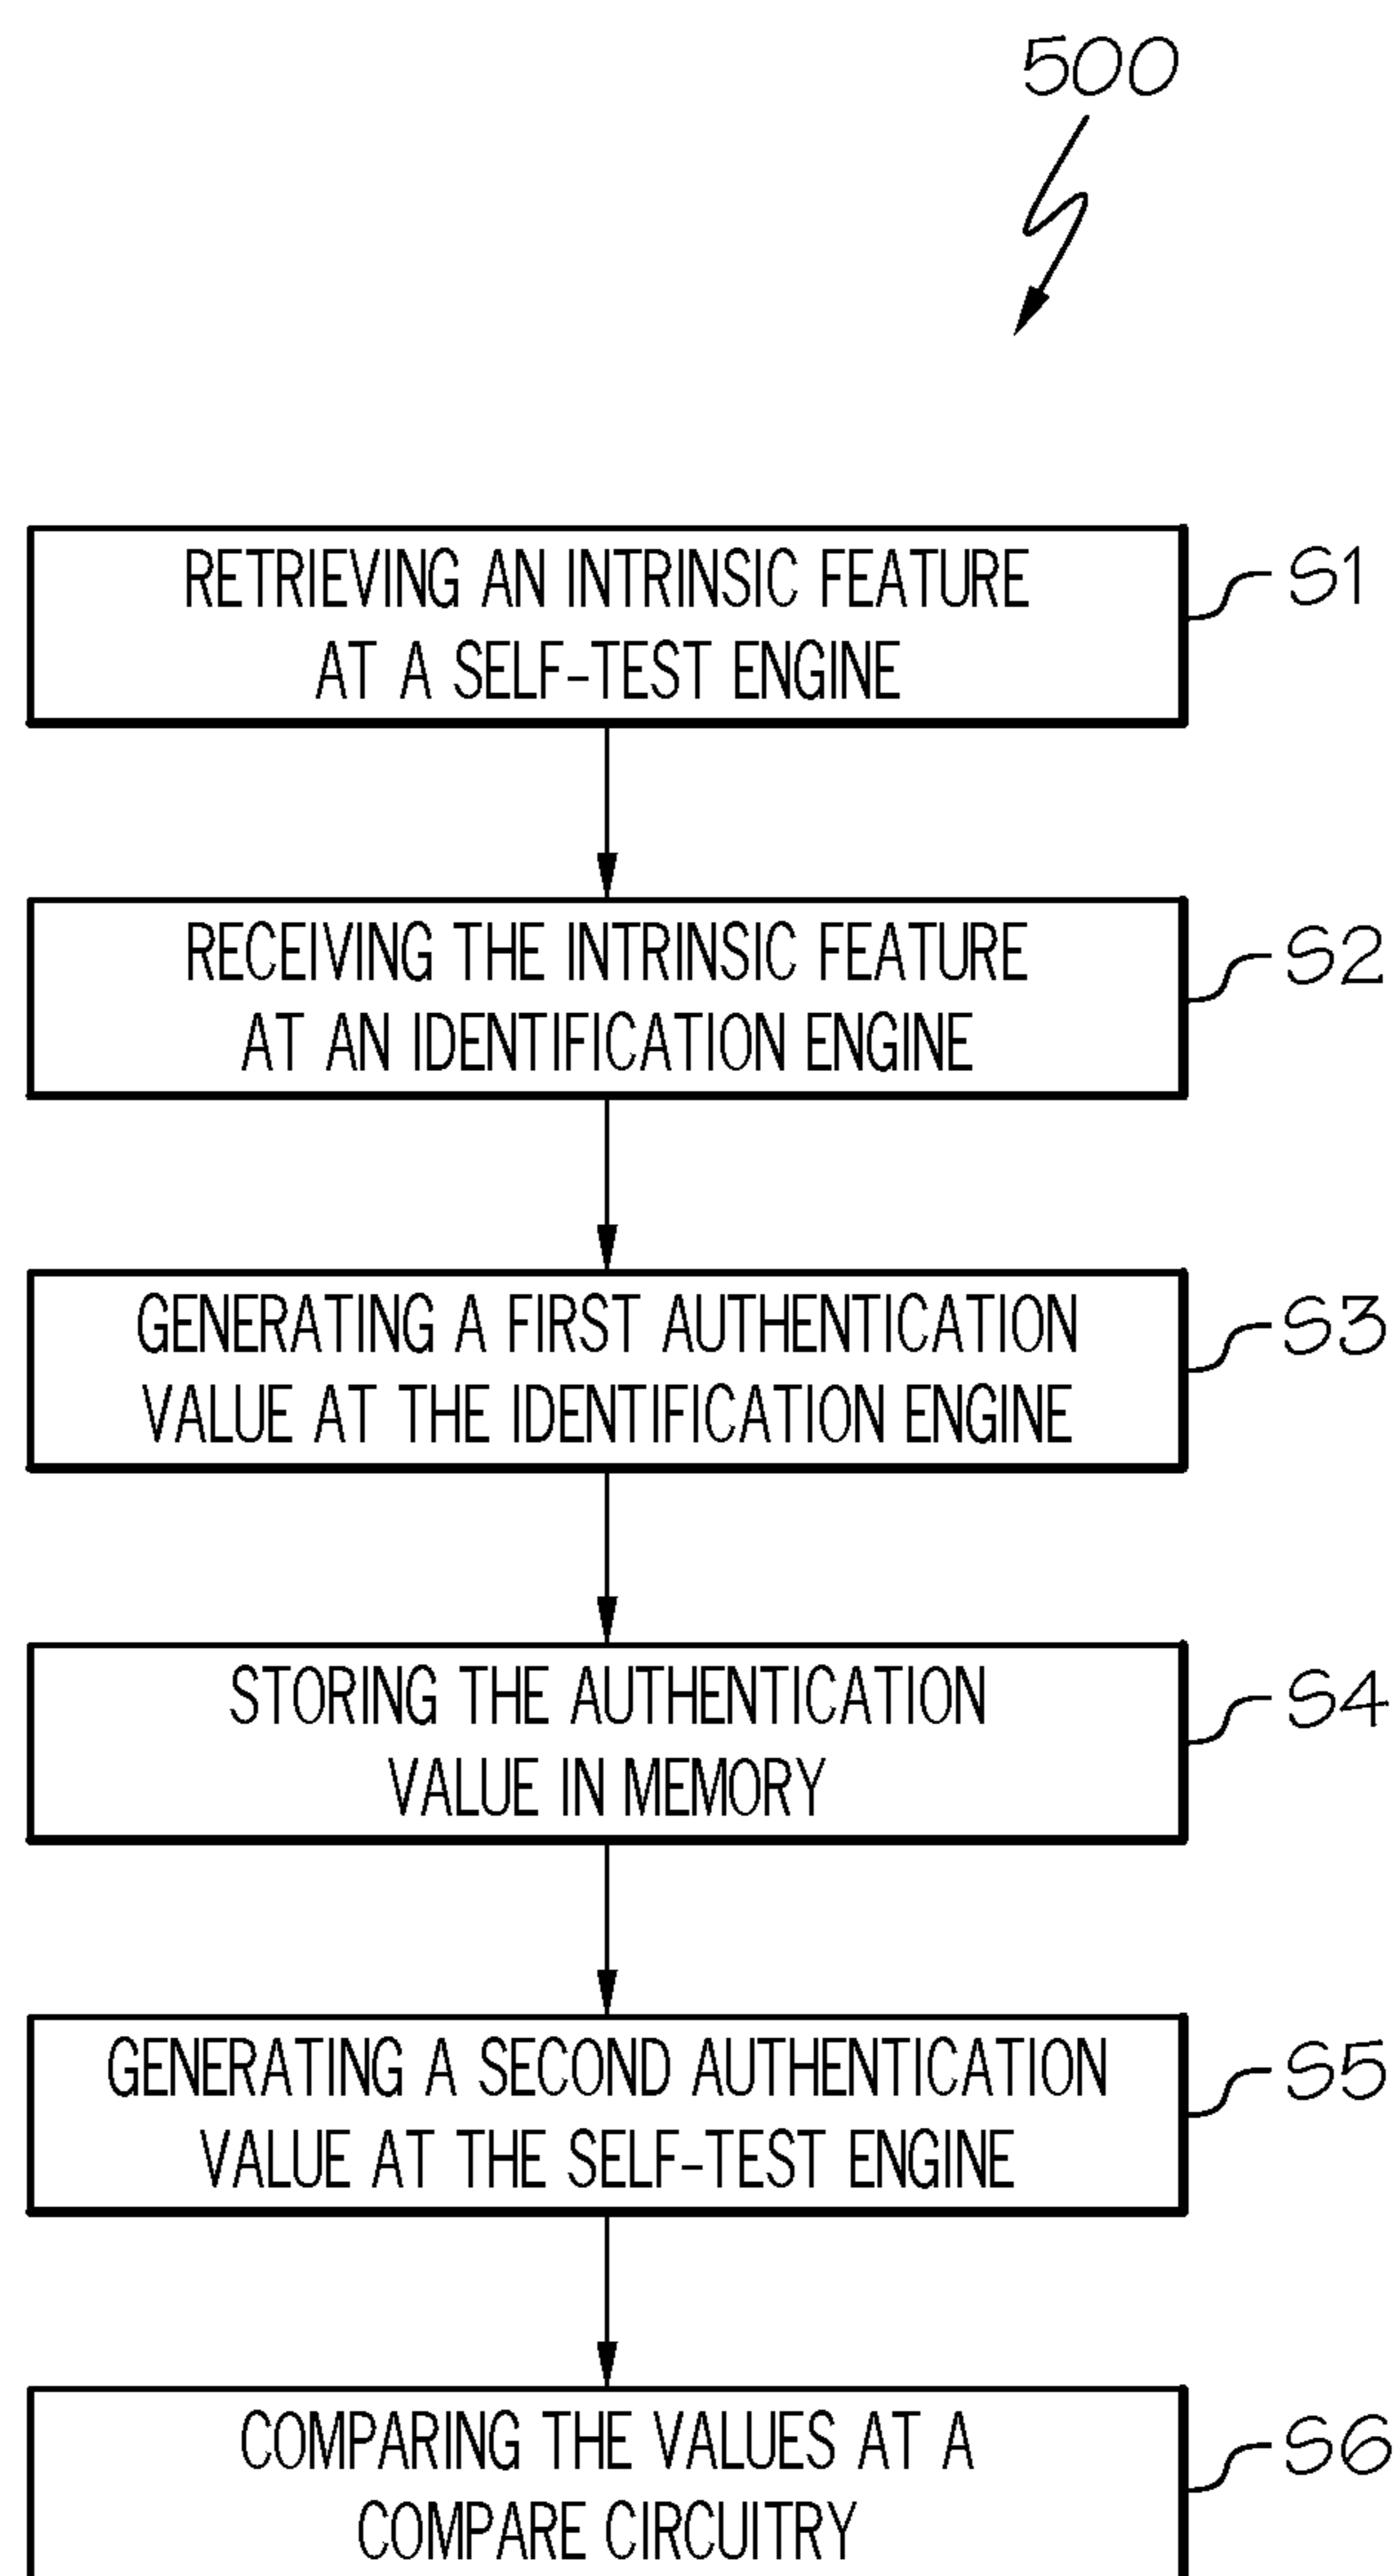 500
RETRIEVING AN INTRINSIC FEATURE
AT A SELF-TEST ENGINE
S1
RECEIVING THE INTRINSIC FEATURE
AT AN IDENTIFICATION ENGINE
S2
GENERATING A FIRST AUTHENTICATION
VALUE AT THE IDENTIFICATION ENGINE
S3
STORING THE AUTHENTICATION
VALUE IN MEMORY
S4
GENERATING A SECOND AUTHENTICATION
VALUE AT THE SELF-TEST ENGINE
S5
COMPARING THE VALUES AT A
COMPARE CIRCUITRY
S6